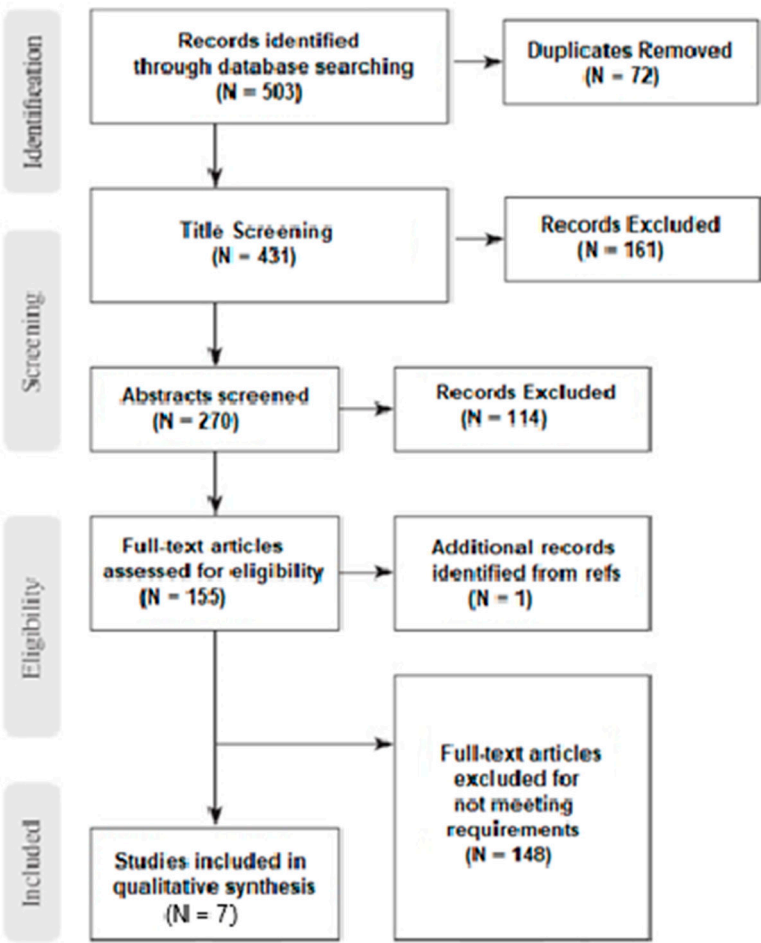 Identification
Records identified
through database searching
(N = 503)
Duplicates Removed
(N = 72)
Screening
Title Screening
(N = 431)
Records Excluded
(N = 161)
Abstracts screened
(N = 270)
Records Excluded
(N = 114)
Eligibility
Full-text articles
assessed for eligibility
(N = 155)
Additional records
identified from refs
(N = 1)
Full-text articles
excluded for
not meeting
requirements
(N = 148)
Included
Studies included in
qualitative synthesis
(N = 7)